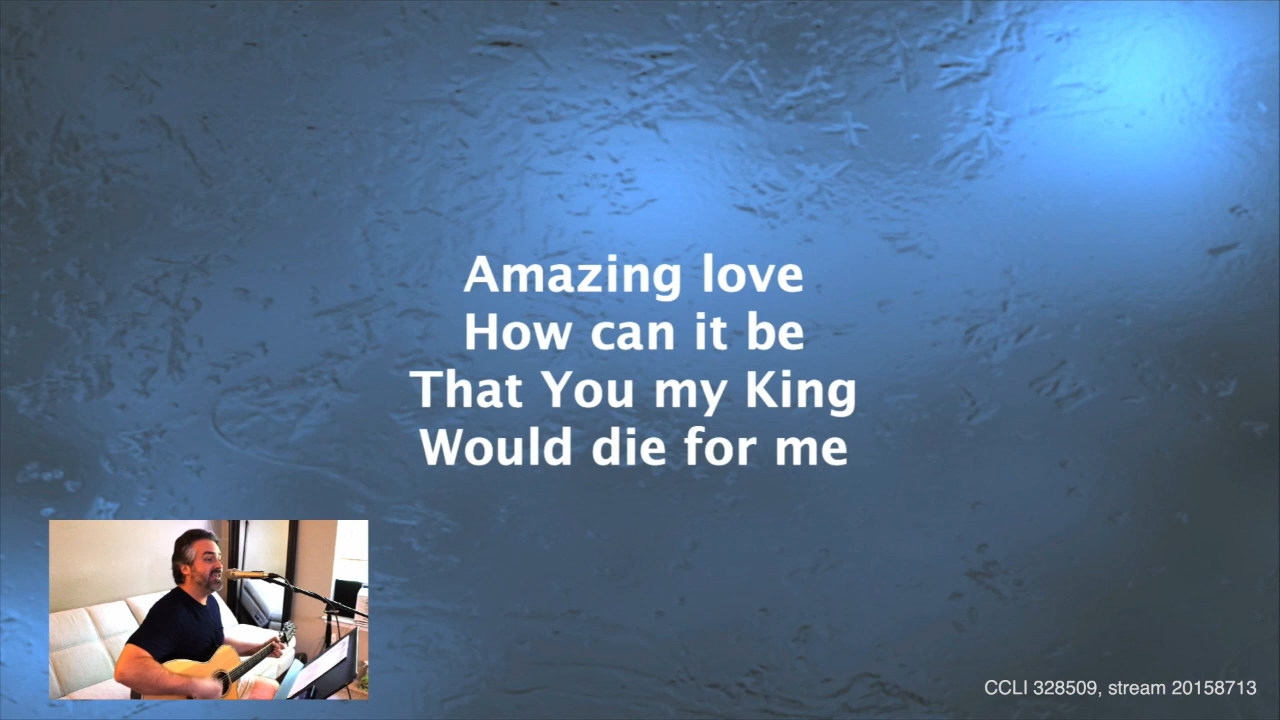 Amazing love
How can it be
That You my King
Would die for me
CCLI 328509, stream 20158713